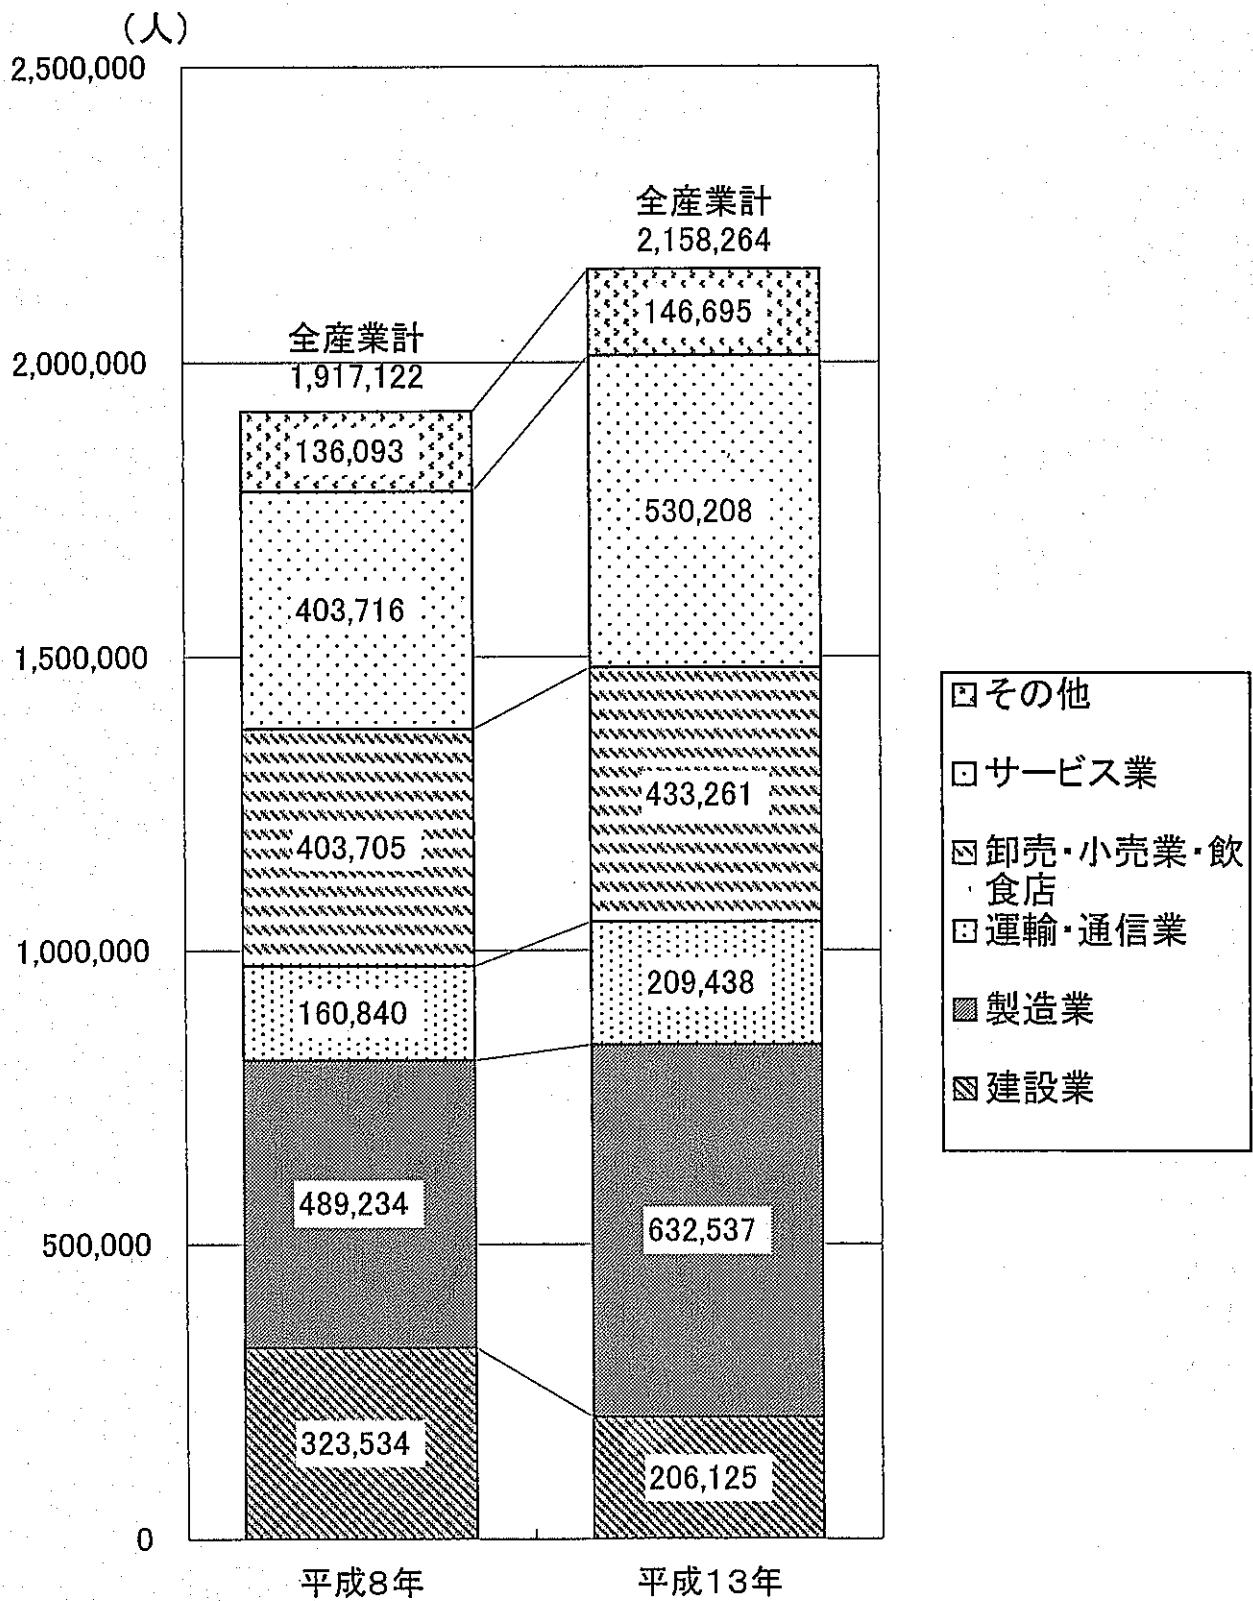 (人)
2,500,000
2,000,000
1,500,000
1,000,000
500,000
0
全産業計
1,917,122
136,093
403,716
403,705
160,840
489,234
323,534
平成8年
全産業計
2,158,264
146,695
530,208
433,261
209,438
632,537
206,125
平成13年
その他
サービス業
卸売・小売業・飲
食店
運輸・通信業
製造業
建設業